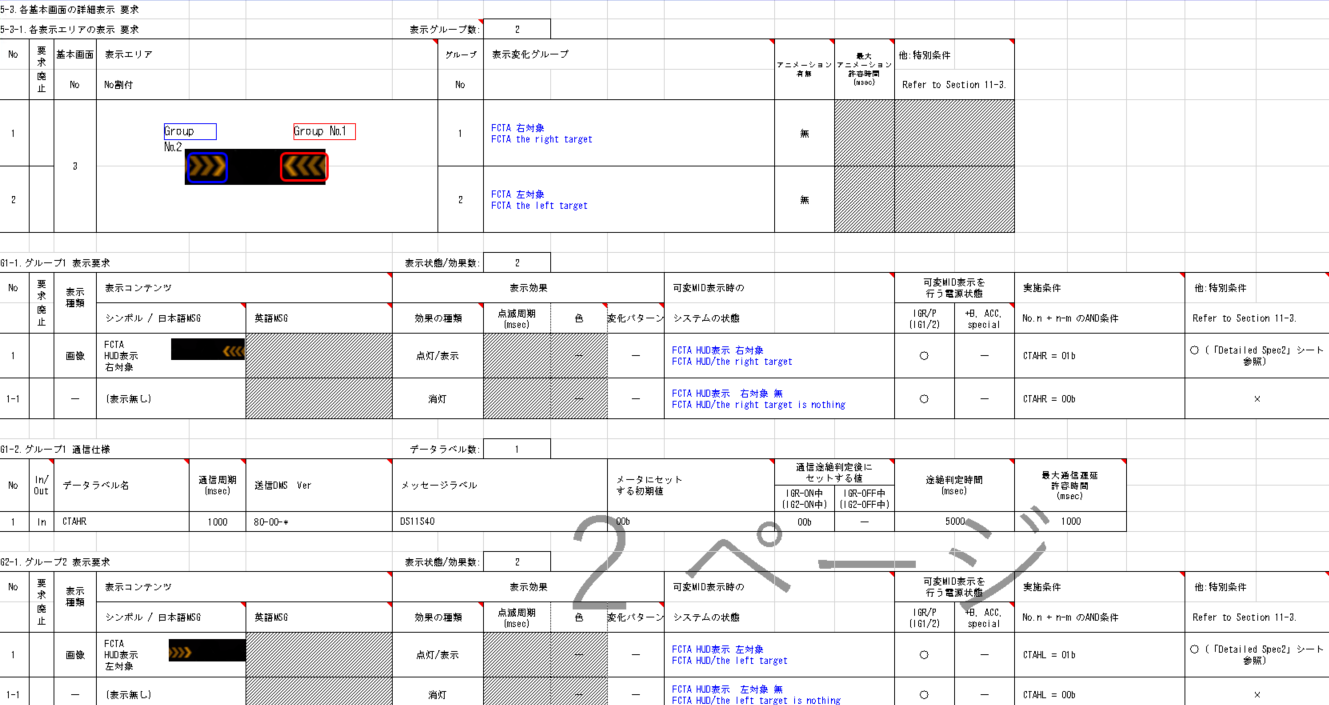 5-3.各基本画面の詳細表示 要求
5-3-1.各表示エリアの表示 要求 表示グループ数: 2
No 要求 基本画面 表示エリア グループ 表示変化グループ アニメーション有無 最大アニメーション許容時間(msec) 他:特別条件
廃止 No No割付 No Refer to Section 11-3.
Group No.2 Group No.1
1 3 1 FCTA 右対象 無
FCTA the right target
2 2 FCTA 左対象 無
FCTA the left target
G1-1.グループ1 表示要求 表示状態/効果数: 2
No 要求 表示種類 表示コンテンツ 表示効果 可変MID表示時の 可変MID表示を行う電源状態 実施条件 他:特別条件
廃止 シンボル / 日本語MSG 英語MSG 効果の種類 点滅周期(msec) 色 変化パターン システムの状態 IGR/P(IG1/2) +B, ACC, special No.n + n-m のAND条件 Refer to Section 11-3.
1 画像 FCTA HUD表示 右対象 点灯/表示 — — FCTA HUD表示 右対象 ○ — CTAHR = 01b ○ (「Detailed Spec2」シート参照)
FCTA HUD/the right target
1-1 — (表示無し) 消灯 — — FCTA HUD表示 右対象 無 ○ — CTAHR = 00b ×
FCTA HUD/the right target is nothing
G1-2.グループ1 通信仕様 データラベル数: 1
No In/Out データラベル名 通信周期(msec) 送信DMS Ver メッセージラベル メータにセットする初期値 通信途絶判定後にセットする値 途絶判定時間(msec) 最大通信遅延許容時間(msec)
IGR-ON中(IG2-ON中) IGR-OFF中(IG2-OFF中)
1 In CTAHR 1000 80-00-* DS11S40 00b 00b — 5000 1000
2 ページ
G2-1.グループ2 表示要求 表示状態/効果数: 2
No 要求 表示種類 表示コンテンツ 表示効果 可変MID表示時の 可変MID表示を行う電源状態 実施条件 他:特別条件
廃止 シンボル / 日本語MSG 英語MSG 効果の種類 点滅周期(msec) 色 変化パターン システムの状態 IGR/P(IG1/2) +B, ACC, special No.n + n-m のAND条件 Refer to Section 11-3.
1 画像 FCTA HUD表示 左対象 点灯/表示 — — FCTA HUD表示 左対象 ○ — CTAHL = 01b ○ (「Detailed Spec2」シート参照)
FCTA HUD/the left target
1-1 — (表示無し) 消灯 — — FCTA HUD表示 左対象 無 ○ — CTAHL = 00b ×
FCTA HUD/the left target is nothing